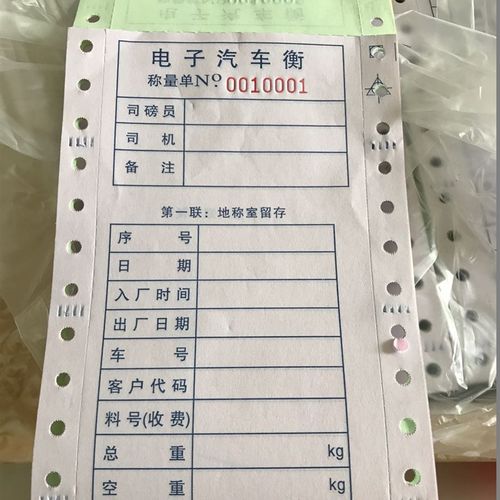 电子汽车衡
称量单№ 0010001
司磅员
司机
备注
第一联：地称室留存
序号
日期
入厂时间
出厂日期
车号
客户代码
料号(收费)
总重 kg
空重 kg